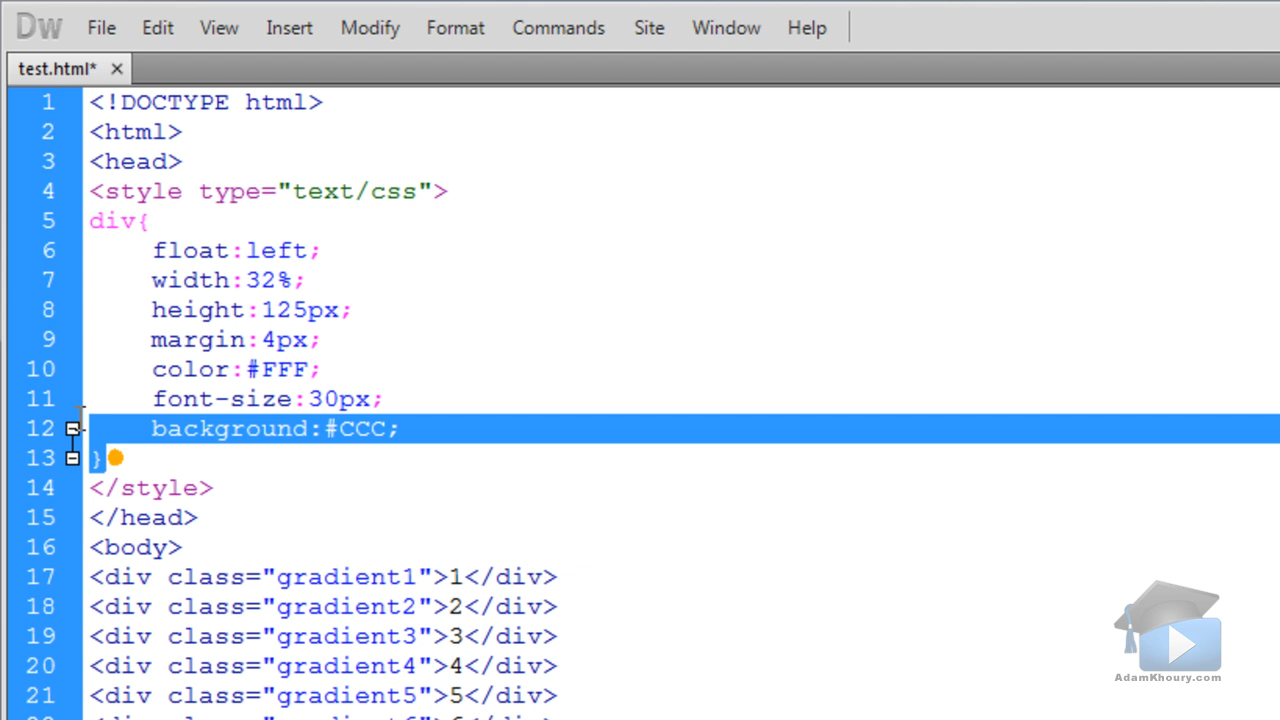 Dw File Edit View Insert Modify Format Commands Site Window Help
test.html* ×
1 <!DOCTYPE html>
2 <html>
3 <head>
4 <style type="text/css">
5 div{
6 float:left;
7 width:32%;
8 height:125px;
9 margin:4px;
10 color:#FFF;
11 font-size:30px;
12 background:#CCC;
13 }
14 </style>
15 </head>
16 <body>
17 <div class="gradient1">1</div>
18 <div class="gradient2">2</div>
19 <div class="gradient3">3</div>
20 <div class="gradient4">4</div>
21 <div class="gradient5">5</div>
AdamKhoury.com